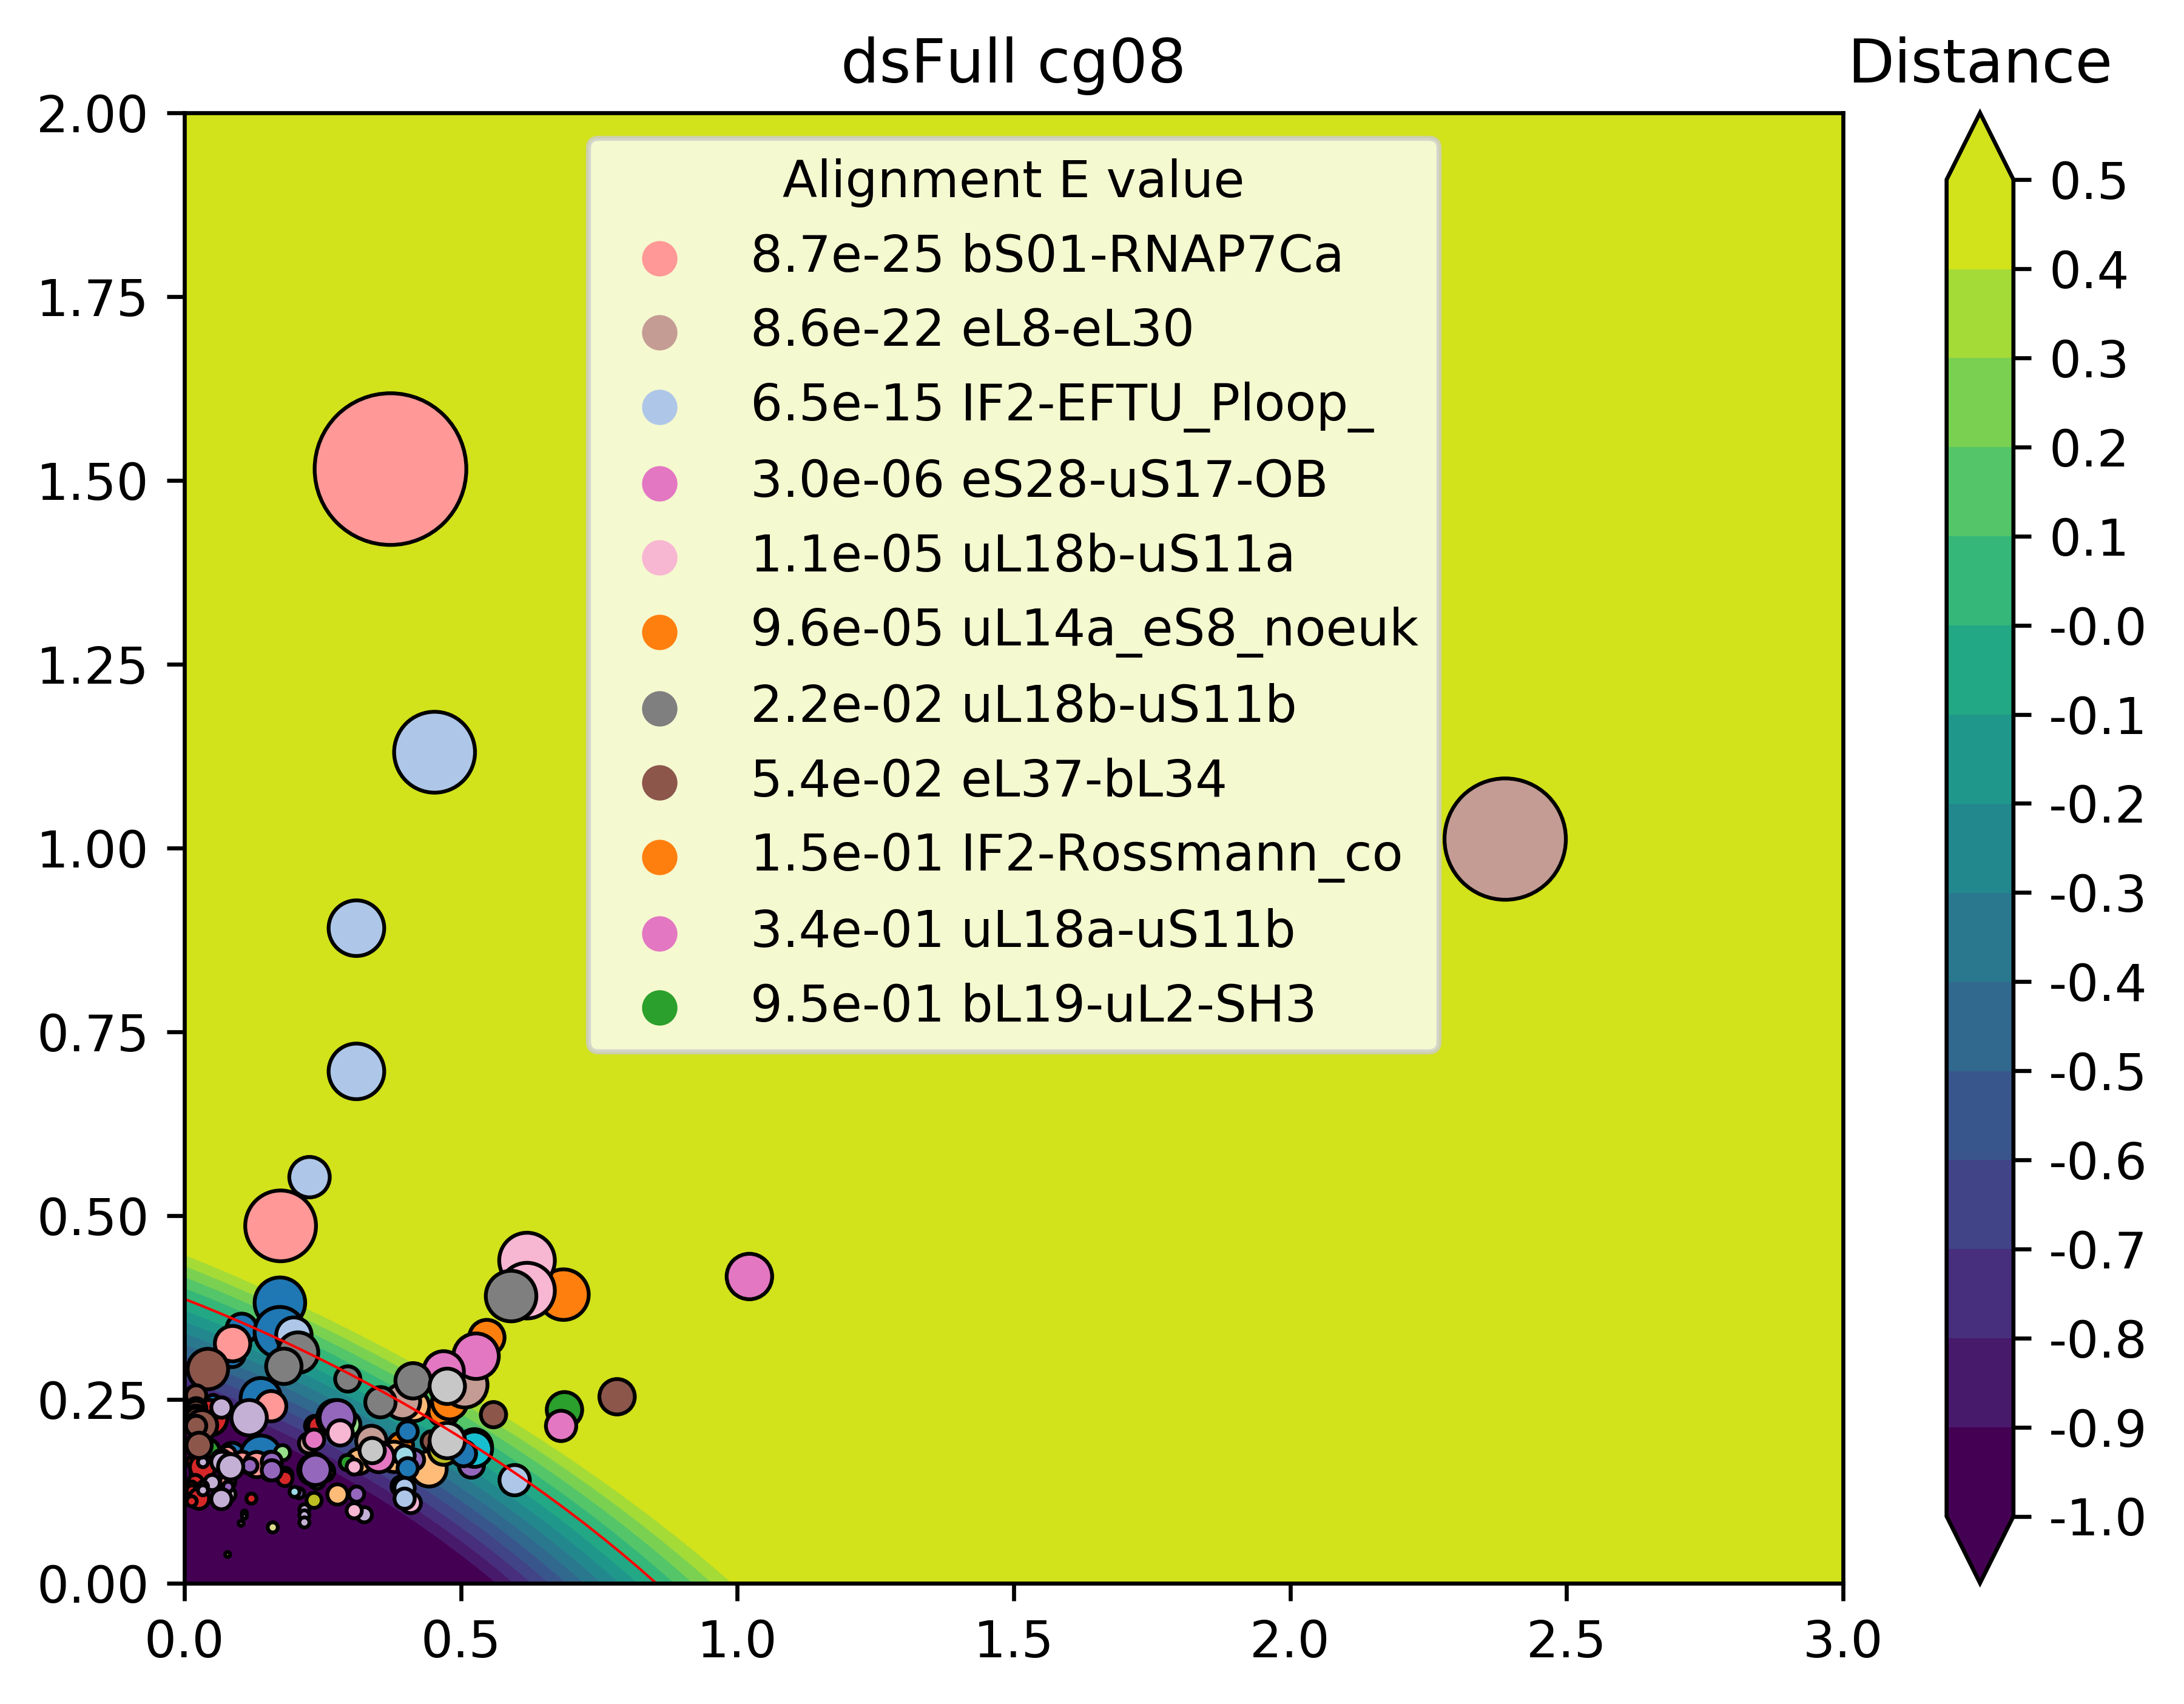 dsFull cg08
Distance
Alignment E value
8.7e-25 bS01-RNAP7Ca
8.6e-22 eL8-eL30
6.5e-15 IF2-EFTU_Ploop_
3.0e-06 eS28-uS17-OB
1.1e-05 uL18b-uS11a
9.6e-05 uL14a_eS8_noeuk
2.2e-02 uL18b-uS11b
5.4e-02 eL37-bL34
1.5e-01 IF2-Rossmann_co
3.4e-01 uL18a-uS11b
9.5e-01 bL19-uL2-SH3
2.00
1.75
1.50
1.25
1.00
0.75
0.50
0.25
0.00
0.0 0.5 1.0 1.5 2.0 2.5 3.0
0.5
0.4
0.3
0.2
0.1
-0.0
-0.1
-0.2
-0.3
-0.4
-0.5
-0.6
-0.7
-0.8
-0.9
-1.0